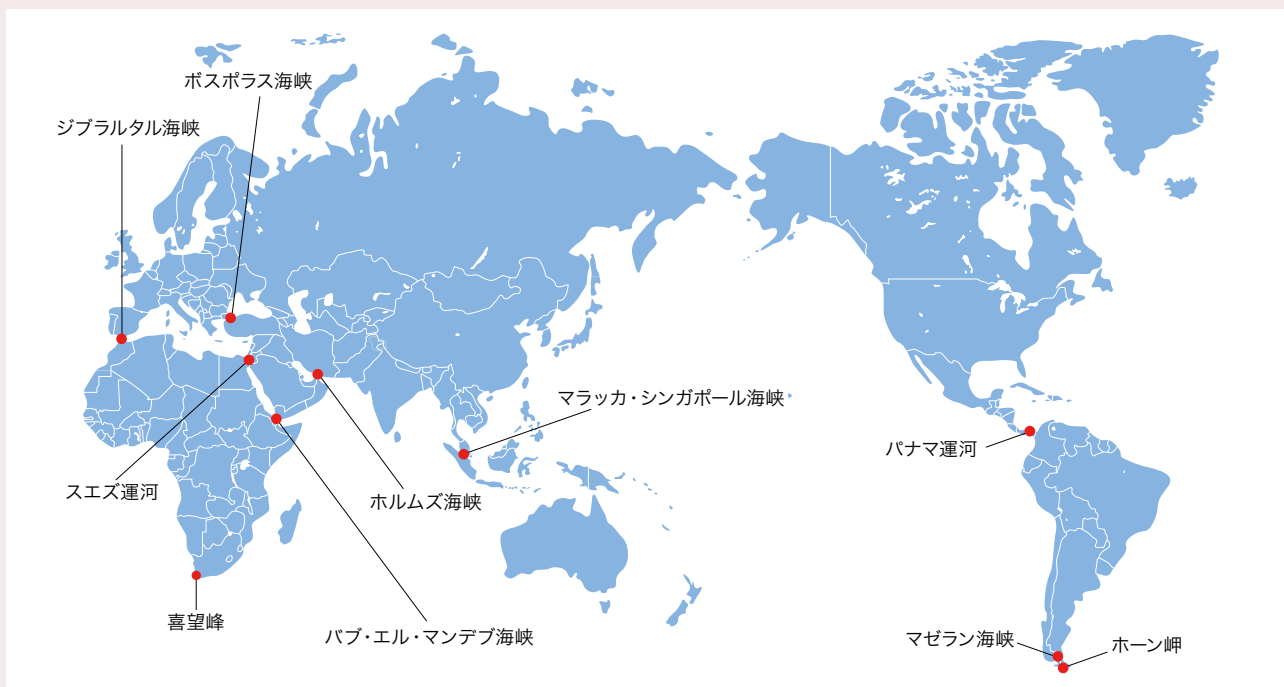 ボスポラス海峡
ジブラルタル海峡
マラッカ・シンガポール海峡
パナマ運河
スエズ運河
ホルムズ海峡
喜望峰
バブ・エル・マンデブ海峡
マゼラン海峡
ホーン岬